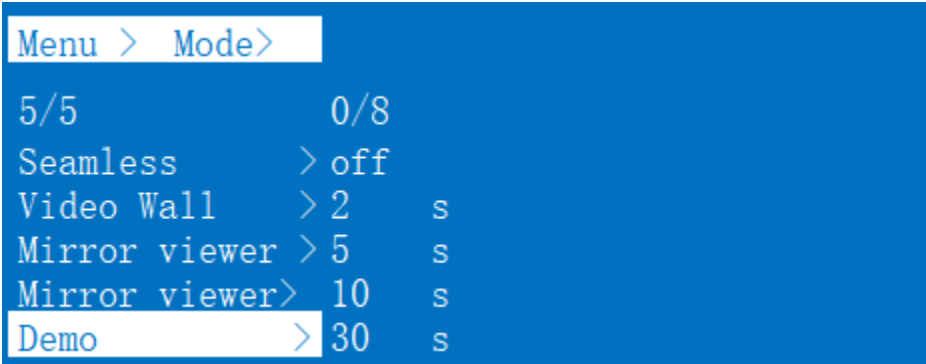 Menu > Mode>
5/5 0/8
Seamless > off
Video Wall > 2 s
Mirror viewer > 5 s
Mirror viewer> 10 s
Demo > 30 s